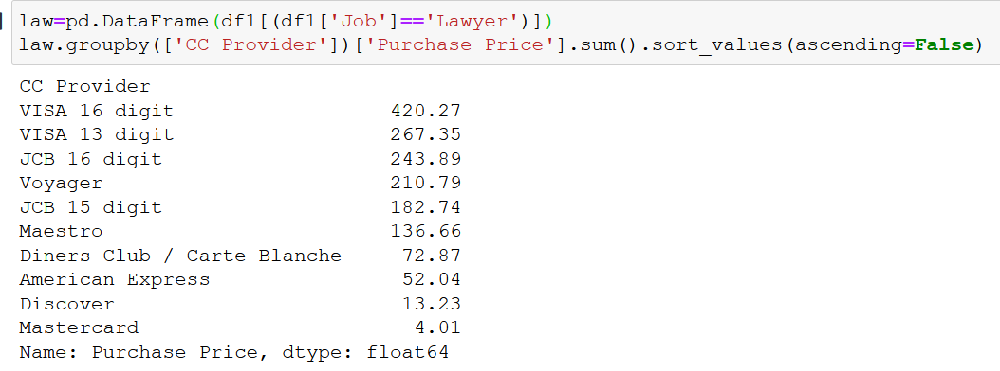 law=pd.DataFrame(df1[(df1['Job']=='Lawyer')])
law.groupby(['CC Provider'])['Purchase Price'].sum().sort_values(ascending=False)
CC Provider
VISA 16 digit                  420.27
VISA 13 digit                  267.35
JCB 16 digit                   243.89
Voyager                        210.79
JCB 15 digit                   182.74
Maestro                        136.66
Diners Club / Carte Blanche     72.87
American Express                52.04
Discover                        13.23
Mastercard                       4.01
Name: Purchase Price, dtype: float64